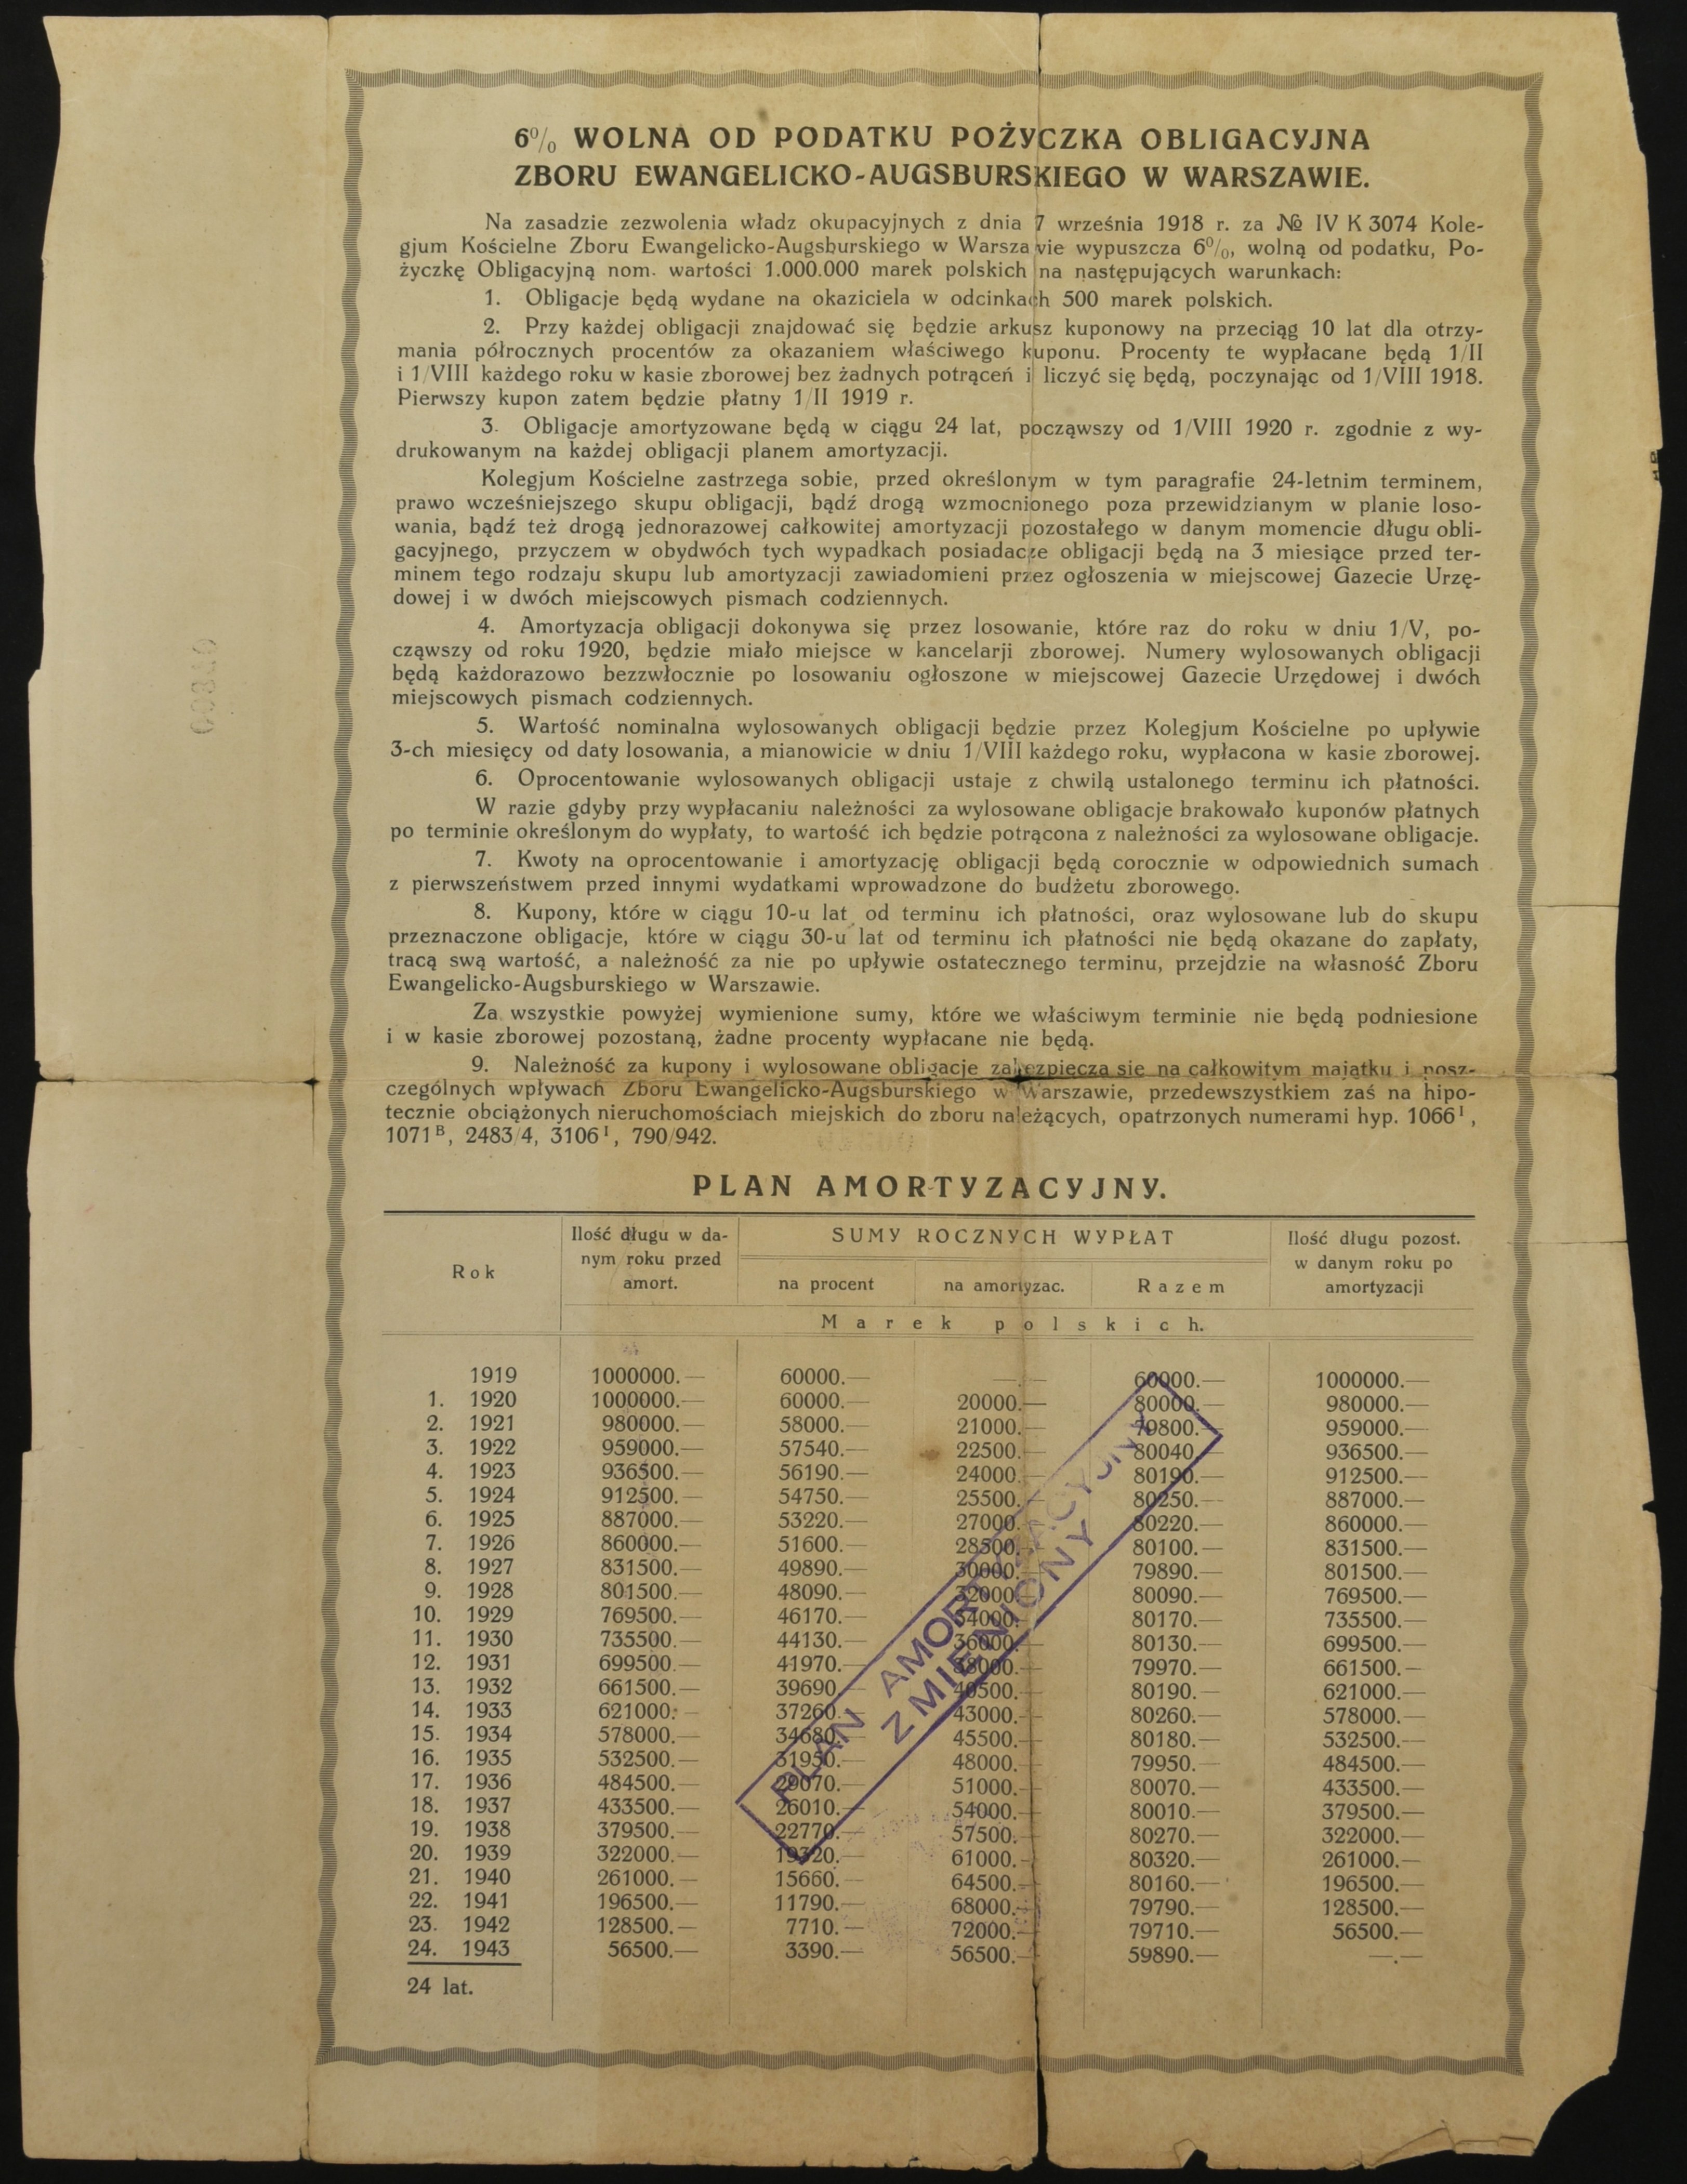 6% WOLNA OD PODATKU POŻYCZKA OBLIGACYJNA
ZBORU EWANGELICKO-AUGSBURSKIEGO W WARSZAWIE.
Na zasadzie zezwolenia władz okupacyjnych z dnia 7 września 1918 r. za № IV K 3074 Kole-
gjum Kościelne Zboru Ewangelicko-Augsburskiego w Warszawie wypuszcza 6%, wolną od podatku, Po-
życzkę Obligacyjną nom. wartości 1.000.000 marek polskich na następujących warunkach:
1. Obligacje będą wydane na okaziciela w odcinkach 500 marek polskich.
2. Przy każdej obligacji znajdować się będzie arkusz kuponowy na przeciąg 10 lat dla otrzy-
mania półrocznych procentów za okazaniem właściwego kuponu. Procenty te wypłacane będą 1/II
i 1/VIII każdego roku w kasie zborowej bez żadnych potrąceń i liczyć się będą, poczynając od 1/VIII 1918.
Pierwszy kupon zatem będzie płatny 1/II 1919 r.
3. Obligacje amortyzowane będą w ciągu 24 lat, począwszy od 1/VIII 1920 r. zgodnie z wy-
drukowanym na każdej obligacji planem amortyzacji.
Kolegjum Kościelne zastrzega sobie, przed określonym w tym paragrafie 24-letnim terminem,
prawo wcześniejszego skupu obligacji, bądź drogą wzmocnionego poza przewidzianym w planie loso-
wania, bądź też drogą jednorazowej całkowitej amortyzacji pozostałego w danym momencie długu obli-
gacyjnego, przyczem w obydwóch tych wypadkach posiadacze obligacji będą na 3 miesiące przed ter-
minem tego rodzaju skupu lub amortyzacji zawiadomieni przez ogłoszenia w miejscowej Gazecie Urzę-
dowej i w dwóch miejscowych pismach codziennych.
4. Amortyzacja obligacji dokonywa się przez losowanie, które raz do roku w dniu 1/V, po-
cząwszy od roku 1920, będzie miało miejsce w kancelarji zborowej. Numery wylosowanych obligacji
będą każdorazowo bezzwłocznie po losowaniu ogłoszone w miejscowej Gazecie Urzędowej i dwóch
miejscowych pismach codziennych.
5. Wartość nominalna wylosowanych obligacji będzie przez Kolegjum Kościelne po upływie
3-ch miesięcy od daty losowania, a mianowicie w dniu 1/VIII każdego roku, wypłacona w kasie zborowej.
6. Oprocentowanie wylosowanych obligacji ustaje z chwilą ustalonego terminu ich płatności.
W razie gdyby przy wypłacaniu należności za wylosowane obligacje brakowało kuponów płatnych
po terminie określonym do wypłaty, to wartość ich będzie potrącona z należności za wylosowane obligacje.
7. Kwoty na oprocentowanie i amortyzację obligacji będą corocznie w odpowiednich sumach
z pierwszeństwem przed innymi wydatkami wprowadzone do budżetu zborowego.
8. Kupony, które w ciągu 10-u lat od terminu ich płatności, oraz wylosowane lub do skupu
przeznaczone obligacje, które w ciągu 30-u lat od terminu ich płatności nie będą okazane do zapłaty,
tracą swą wartość, a należność za nie po upływie ostatecznego terminu, przejdzie na własność Zboru
Ewangelicko-Augsburskiego w Warszawie.
Za wszystkie powyżej wymienione sumy, które we właściwym terminie nie będą podniesione
i w kasie zborowej pozostaną, żadne procenty wypłacane nie będą.
9. Należność za kupony i wylosowane obligacje zabezpiecza się na całkowitym majątku i posz-
czególnych wpływach Zboru Ewangelicko-Augsburskiego w Warszawie, przedewszystkiem zaś na hipo-
tecznie obciążonych nieruchomościach miejskich do zboru należących, opatrzonych numerami hyp. 1066 I,
1071 B, 2483/4, 3106 I, 790/942.
PLAN AMORTYZACYJNY.
Rok | Ilość długu w da-nym roku przed amort. | SUMY ROCZNYCH WYPŁAT | Ilość długu pozost. w danym roku po amortyzacji
na procent | na amortyzac. | Razem
Marek polskich.
1919 1000000.— 60000.— —.— 60000.— 1000000.—
1. 1920 1000000.— 60000.— 20000.— 80000.— 980000.—
2. 1921 980000.— 58000.— 21000.— 79800.— 959000.—
3. 1922 959000.— 57540.— 22500.— 80040.— 936500.—
4. 1923 936500.— 56190.— 24000.— 80190.— 912500.—
5. 1924 912500.— 54750.— 25500.— 80250.— 887000.—
6. 1925 887000.— 53220.— 27000.— 80220.— 860000.—
7. 1926 860000.— 51600.— 28500.— 80100.— 831500.—
8. 1927 831500.— 49890.— 30000.— 79890.— 801500.—
9. 1928 801500.— 48090.— 32000.— 80090.— 769500.—
10. 1929 769500.— 46170.— 34000.— 80170.— 735500.—
11. 1930 735500.— 44130.— 36000.— 80130.— 699500.—
12. 1931 699500.— 41970.— 38000.— 79970.— 661500.—
13. 1932 661500.— 39690.— 40500.— 80190.— 621000.—
14. 1933 621000.— 37260.— 43000.— 80260.— 578000.—
15. 1934 578000.— 34680.— 45500.— 80180.— 532500.—
16. 1935 532500.— 31950.— 48000.— 79950.— 484500.—
17. 1936 484500.— 29070.— 51000.— 80070.— 433500.—
18. 1937 433500.— 26010.— 54000.— 80010.— 379500.—
19. 1938 379500.— 22770.— 57500.— 80270.— 322000.—
20. 1939 322000.— 19320.— 61000.— 80320.— 261000.—
21. 1940 261000.— 15660.— 64500.— 80160.— 196500.—
22. 1941 196500.— 11790.— 68000.— 79790.— 128500.—
23. 1942 128500.— 7710.— 72000.— 79710.— 56500.—
24. 1943 56500.— 3390.— 56500.— 59890.— —.—
24 lat.
PLAN AMORTYZACYJNY
ZMIENIONY